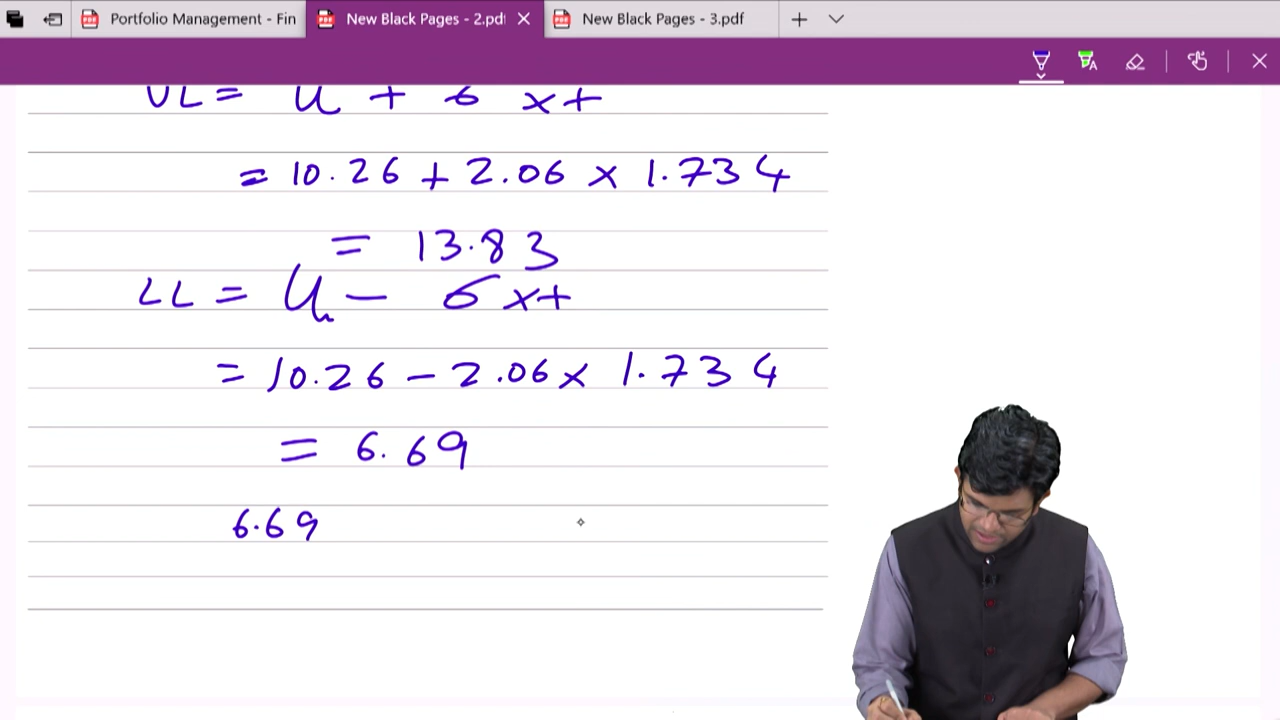 Portfolio Management - Fin
New Black Pages - 2.pdf
New Black Pages - 3.pdf
UL = μ + σ x t
= 10.26 + 2.06 x 1.734
= 13.83
LL = μ - σ x t
= 10.26 - 2.06 x 1.734
= 6.69
6.69